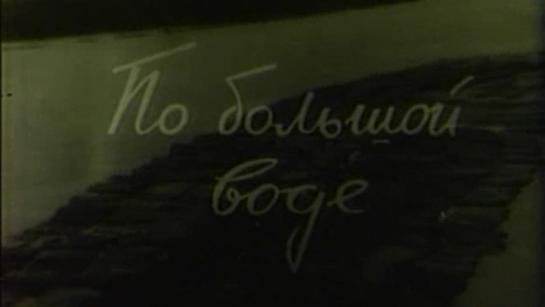 По большой
воде